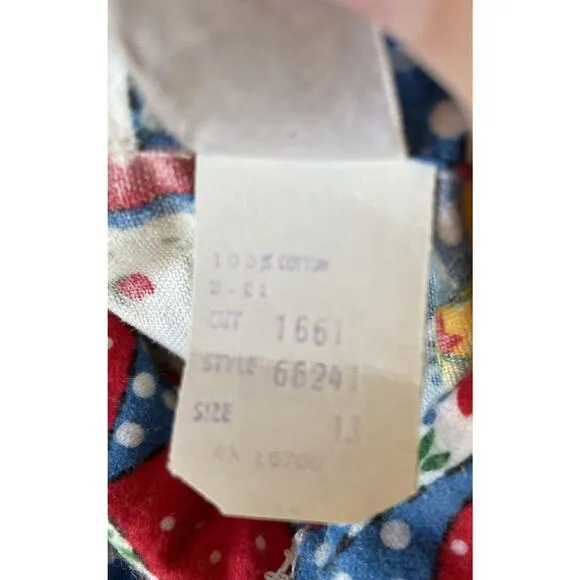 100% COTTON
CUT 1661
STYLE 66241
SIZE 13